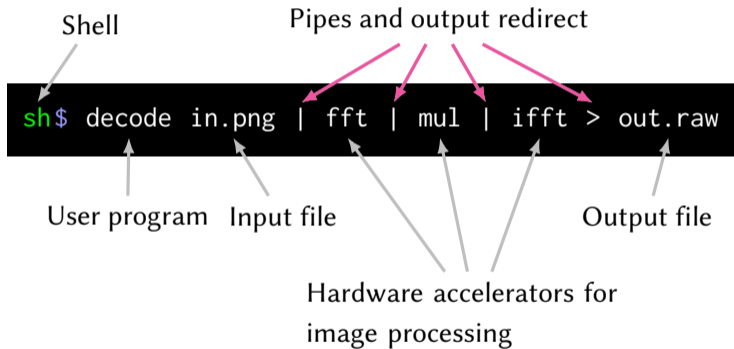 Shell
Pipes and output redirect
sh$ decode in.png | fft | mul | ifft > out.raw
User program
Input file
Output file
Hardware accelerators for
image processing